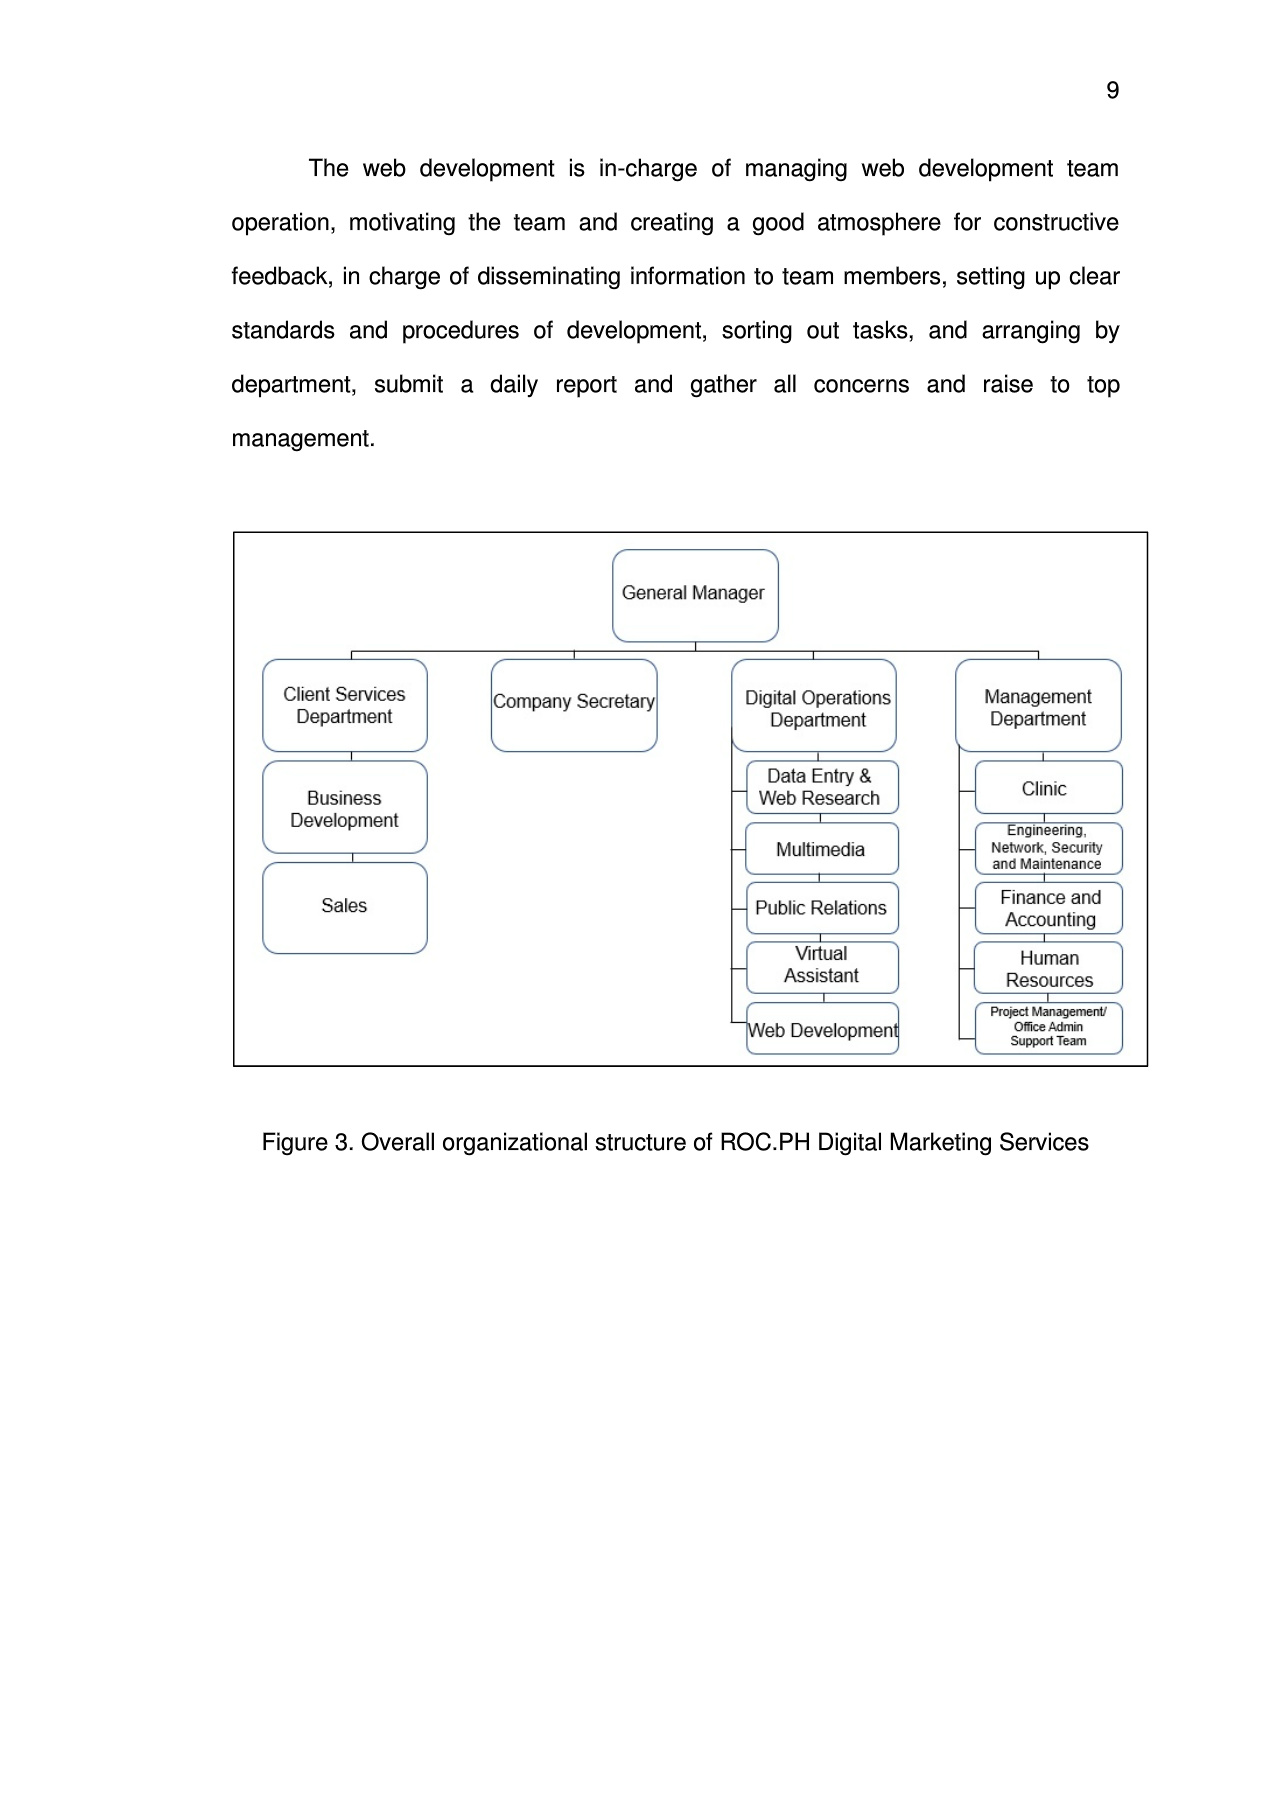 9
The web development is in-charge of managing web development team
operation, motivating the team and creating a good atmosphere for constructive
feedback, in charge of disseminating information to team members, setting up clear
standards and procedures of development, sorting out tasks, and arranging by
department, submit a daily report and gather all concerns and raise to top
management.
General Manager
Client Services
Department
Business
Development
Sales
Company Secretary
Digital Operations
Department
Data Entry &
Web Research
Multimedia
Public Relations
Virtual
Assistant
Web Development
Management
Department
Clinic
Engineering,
Network, Security
and Maintenance
Finance and
Accounting
Human
Resources
Project Management/
Office Admin
Support Team
Figure 3. Overall organizational structure of ROC.PH Digital Marketing Services